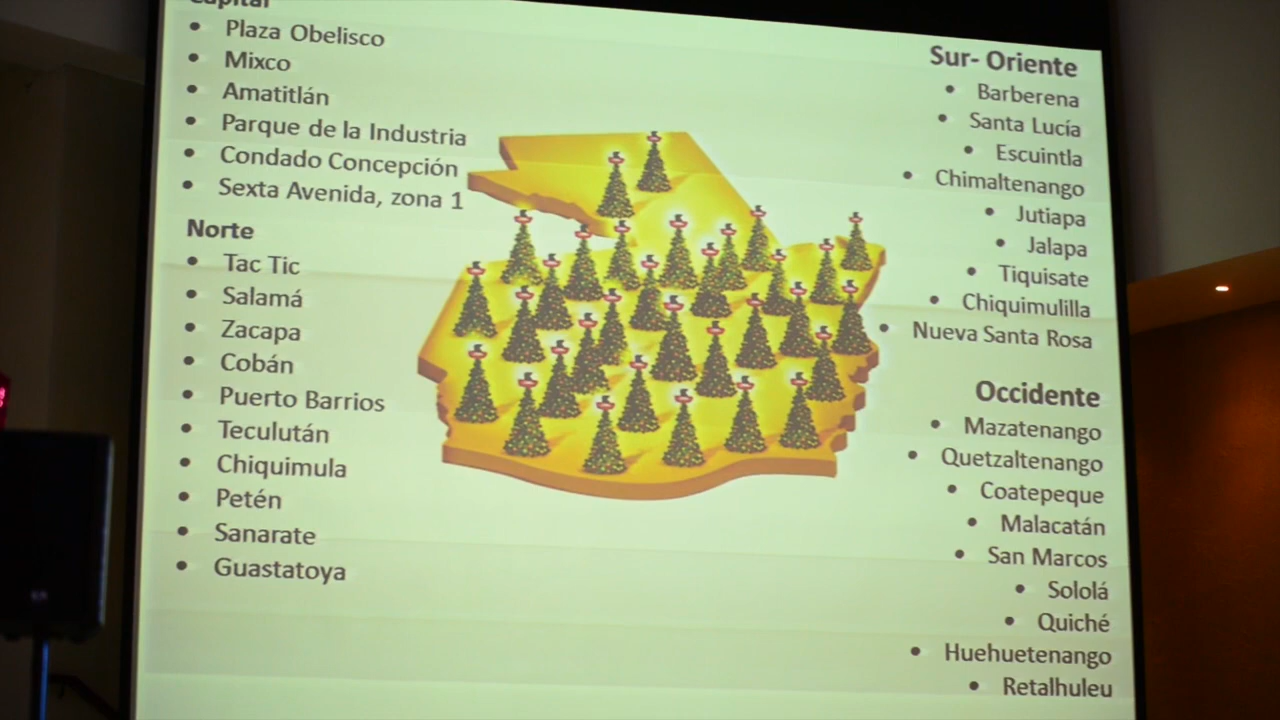 Capital
Plaza Obelisco
Mixco
Amatitlán
Parque de la Industria
Condado Concepción
Sexta Avenida, zona 1
Norte
Tac Tic
Salamá
Zacapa
Cobán
Puerto Barrios
Teculután
Chiquimula
Petén
Sanarate
Guastatoya
Sur- Oriente
Barberena
Santa Lucía
Escuintla
Chimaltenango
Jutiapa
Jalapa
Tiquisate
Chiquimulilla
Nueva Santa Rosa
Occidente
Mazatenango
Quetzaltenango
Coatepeque
Malacatán
San Marcos
Sololá
Quiché
Huehuetenango
Retalhuleu